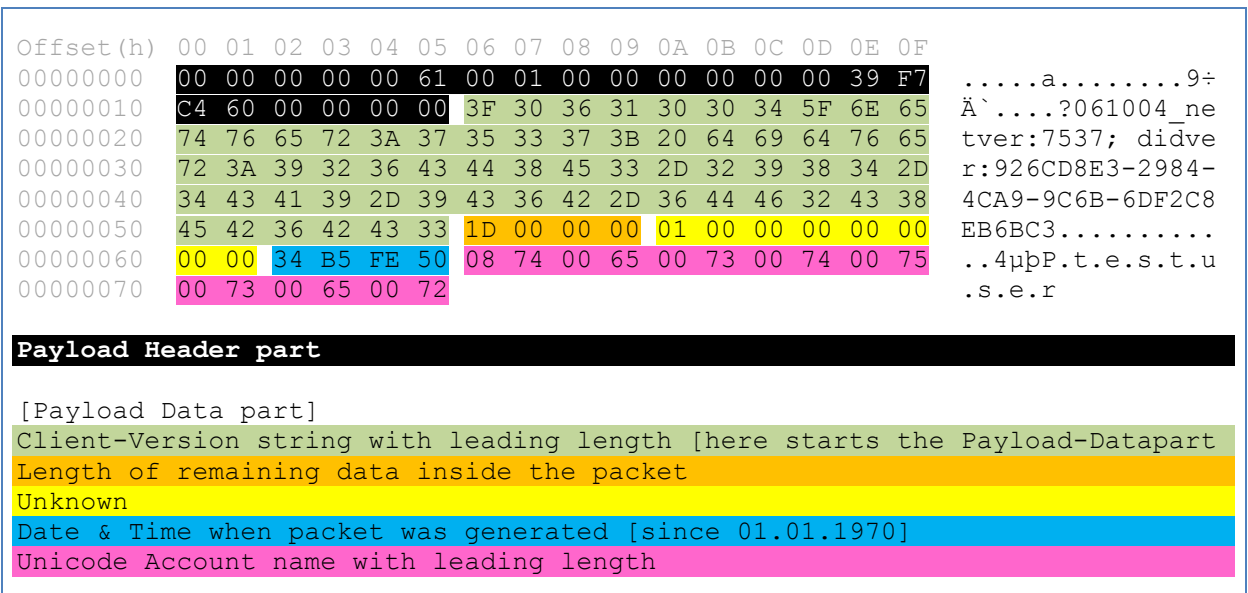 Offset(h) 00 01 02 03 04 05 06 07 08 09 0A 0B 0C 0D 0E 0F
00000000 00 00 00 00 00 61 00 01 00 00 00 00 00 00 39 F7 .....a........9÷
00000010 C4 60 00 00 00 00 3F 30 36 31 30 30 34 5F 6E 65 Ä`....?061004_ne
00000020 74 76 65 72 3A 37 35 33 37 3B 20 64 69 64 76 65 tver:7537; didve
00000030 72 3A 39 32 36 43 44 38 45 33 2D 32 39 38 34 2D r:926CD8E3-2984-
00000040 34 43 41 39 2D 39 43 36 42 2D 36 44 46 32 43 38 4CA9-9C6B-6DF2C8
00000050 45 42 36 42 43 33 1D 00 00 00 01 00 00 00 00 00 EB6BC3..........
00000060 00 00 34 B5 FE 50 08 74 00 65 00 73 00 74 00 75 ..4µþP.t.e.s.t.u
00000070 00 73 00 65 00 72 .s.e.r
Payload Header part
[Payload Data part]
Client-Version string with leading length [here starts the Payload-Datapart
Length of remaining data inside the packet
Unknown
Date & Time when packet was generated [since 01.01.1970]
Unicode Account name with leading length